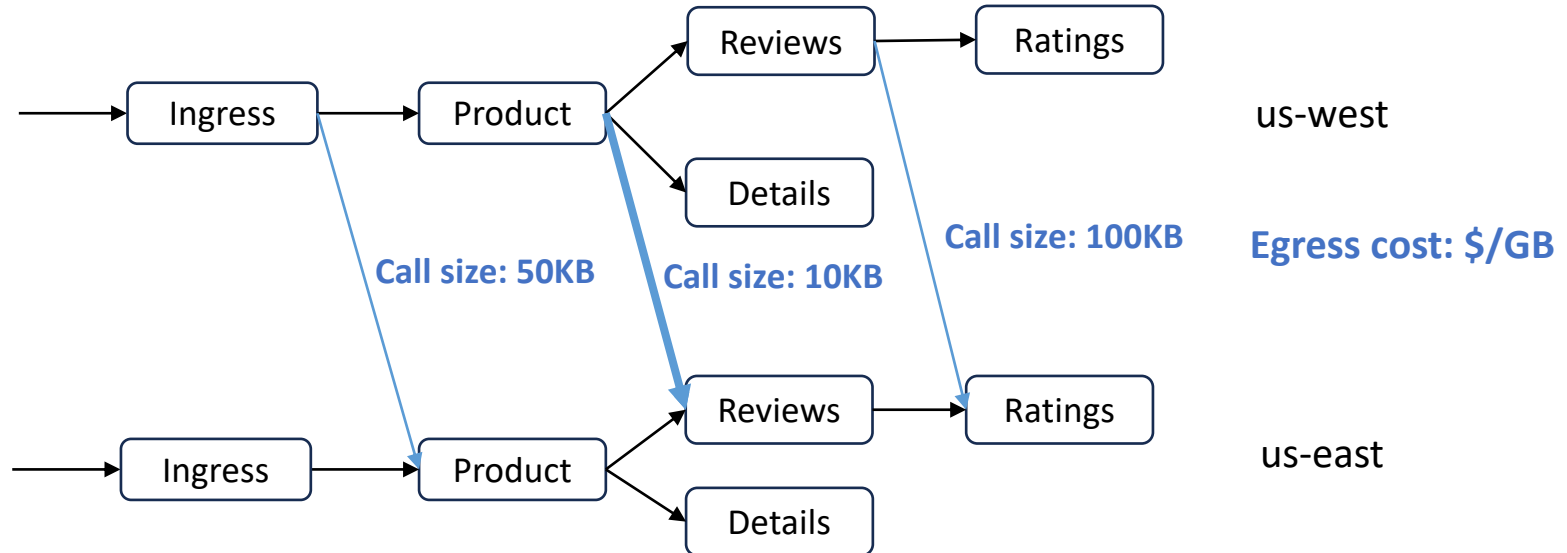 Reviews
Ratings
Ingress
Product
us-west
Details
Call size: 50KB
Call size: 10KB
Call size: 100KB
Egress cost: $/GB
Reviews
Ratings
Ingress
Product
us-east
Details